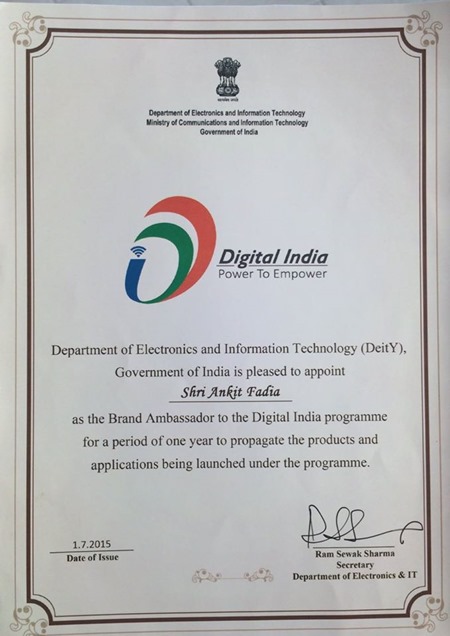 Department of Electronics and Information Technology
Ministry of Communications and Information Technology
Government of India
Digital India
Power To Empower
Department of Electronics and Information Technology (DeitY),
Government of India is pleased to appoint
Shri Ankit Fadia
as the Brand Ambassador to the Digital India programme
for a period of one year to propagate the products and
applications being launched under the programme.
1.7.2015
Date of Issue
Ram Sewak Sharma
Secretary
Department of Electronics & IT